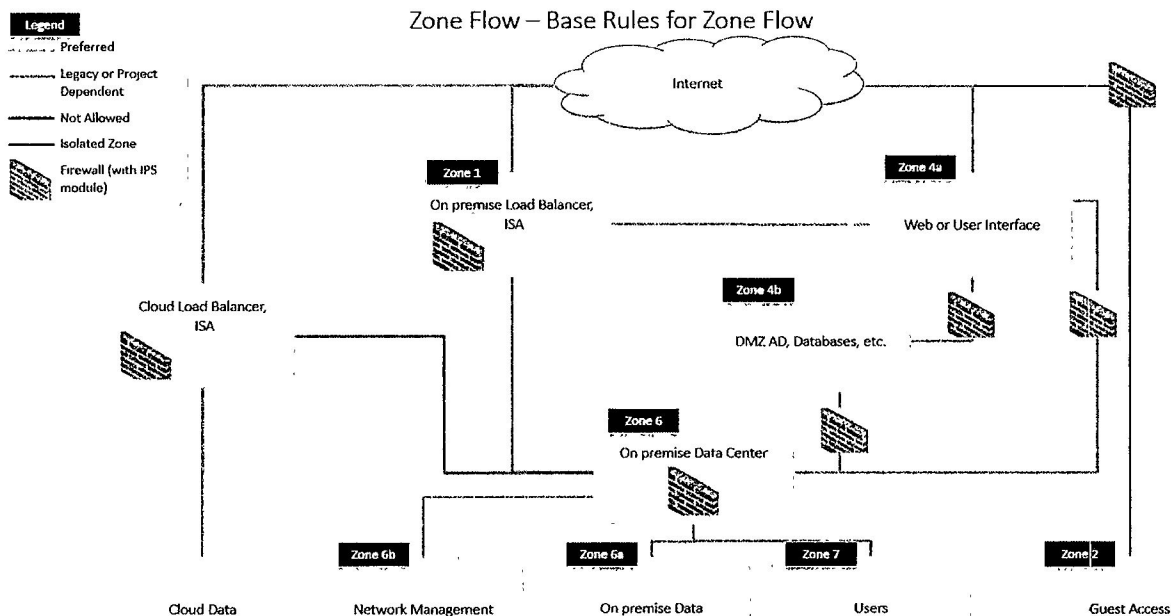 Zone Flow – Base Rules for Zone Flow
Legend
Preferred
Legacy or Project
Dependent
Not Allowed
Isolated Zone
Firewall (with IPS
module)
Internet
Zone 1
On premise Load Balancer,
ISA
Zone 4a
Web or User Interface
Zone 4b
DMZ AD, Databases, etc.
Cloud Load Balancer,
ISA
Zone 6
On premise Data Center
Zone 6b
Zone 6a
Zone 7
Zone 2
Cloud Data
Network Management
On premise Data
Users
Guest Access